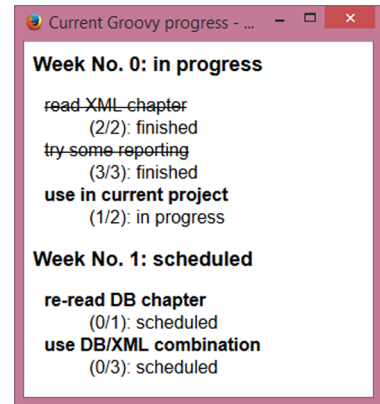 Current Groovy progress - ...
Week No. 0: in progress
read XML chapter
(2/2): finished
try some reporting
(3/3): finished
use in current project
(1/2): in progress
Week No. 1: scheduled
re-read DB chapter
(0/1): scheduled
use DB/XML combination
(0/3): scheduled